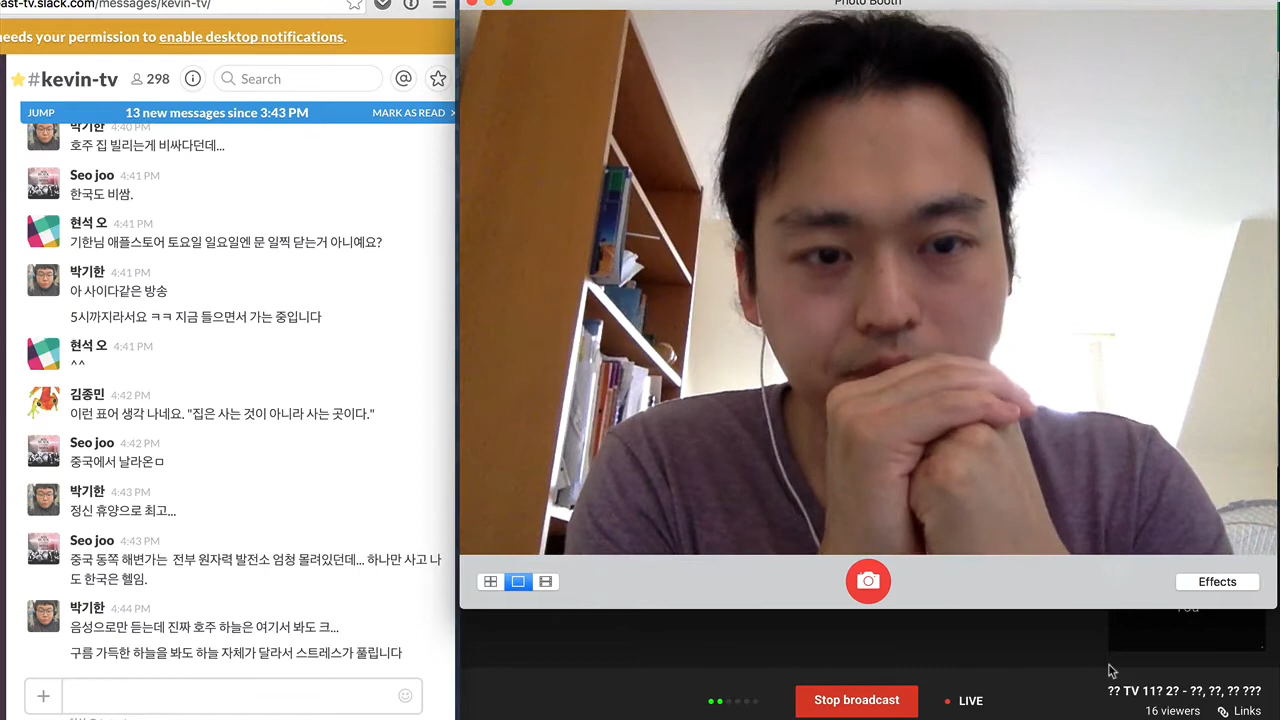 ast-tv.slack.com/messages/kevin-tv/
needs your permission to enable desktop notifications.
#kevin-tv 298 Search
JUMP 13 new messages since 3:43 PM MARK AS READ
박기한 4:40 PM
호주 집 빌리는게 비싸다던데...
Seo joo 4:41 PM
한국도 비쌈.
현석 오 4:41 PM
기한님 애플스토어 토요일 일요일엔 문 일찍 닫는거 아니예요?
박기한 4:41 PM
아 사이다같은 방송
5시까지라서요 ㅋㅋ 지금 들으면서 가는 중입니다
현석 오 4:41 PM
^^
김종민 4:42 PM
이런 표어 생각 나네요. "집은 사는 것이 아니라 사는 곳이다."
Seo joo 4:42 PM
중국에서 날라온ㅁ
박기한 4:43 PM
정신 휴양으로 최고...
Seo joo 4:43 PM
중국 동쪽 해변가는 전부 원자력 발전소 엄청 몰려있던데... 하나만 사고 나
도 한국은 헬임.
박기한 4:44 PM
음성으로만 듣는데 진짜 호주 하늘은 여기서 봐도 크...
구름 가득한 하늘을 봐도 하늘 자체가 달라서 스트레스가 풀립니다
Photo Booth
Effects
You
Stop broadcast
LIVE
?? TV 11? 2? - ??, ??, ?? ???
16 viewers Links